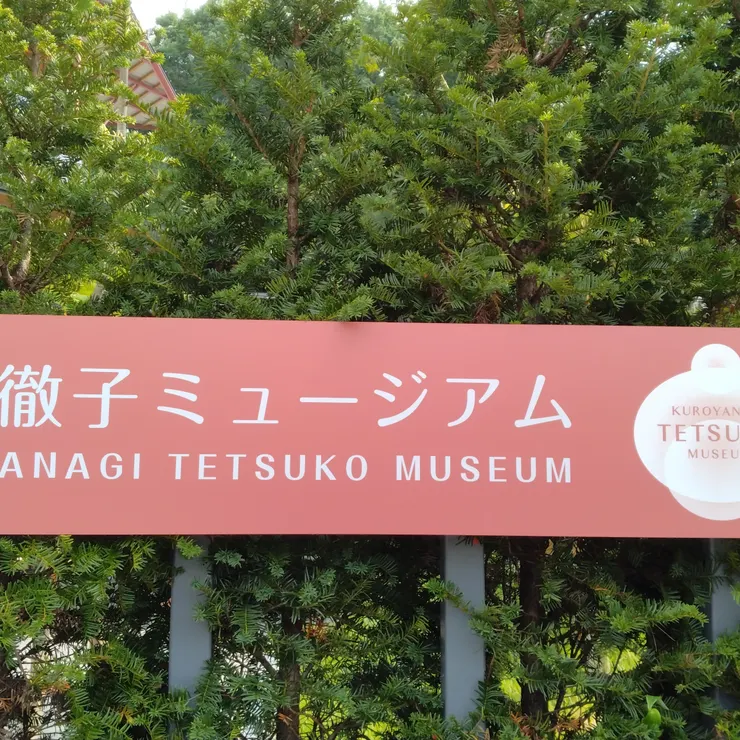 徹子ミュージアム
ANAGI TETSUKO MUSEUM
KUROYAN
TETSU
MUSEU